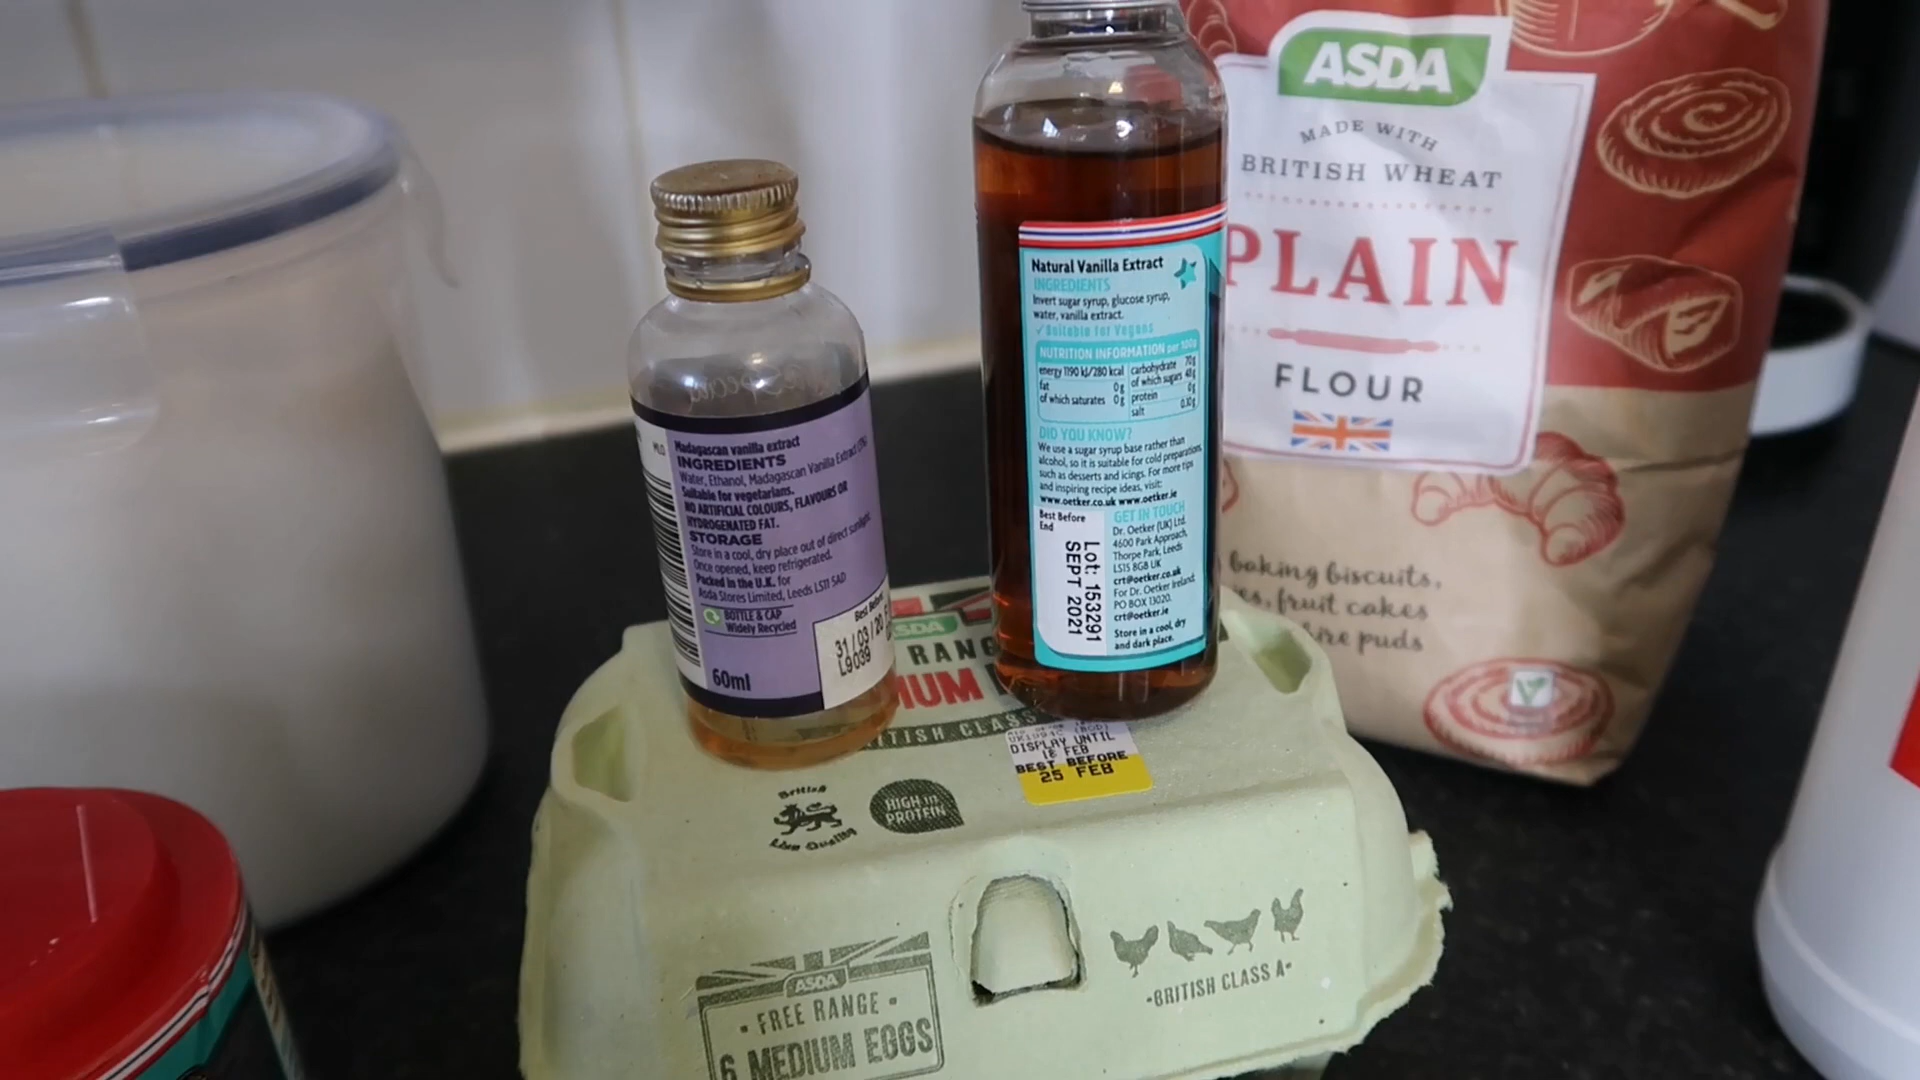 ASDA
MADE WITH
BRITISH WHEAT
PLAIN
FLOUR
baking biscuits,
fruit cakes
puds
Natural Vanilla Extract
INGREDIENTS
Invert sugar syrup, glucose syrup,
water, vanilla extract.
✓ Suitable for Vegans
NUTRITION INFORMATION per 100g
energy 1190 kJ/280 kcal
fat 0g
of which saturates 0g
carbohydrate 70g
of which sugars 48g
protein 0g
salt 0.10g
DID YOU KNOW?
We use a sugar syrup base rather than
alcohol, so it is suitable for cold preparations
such as desserts and icings. For more tips
and inspiring recipe ideas, visit:
www.oetker.co.uk www.oetker.ie
Best Before
End
Lot: 153291
SEPT 2021
GET IN TOUCH
Dr. Oetker (UK) Ltd.
4600 Park Approach,
Thorpe Park, Leeds
LS15 8GB UK
crt@oetker.co.uk
For Dr. Oetker Ireland:
PO BOX 13020.
crt@oetker.ie
Store in a cool, dry
and dark place.
Madagascan vanilla extract
INGREDIENTS
Water, Ethanol, Madagascan Vanilla Extract
Suitable for vegetarians.
NO ARTIFICIAL COLOURS, FLAVOURS OR
HYDROGENATED FAT.
STORAGE
Store in a cool, dry place out of direct sunlight.
Once opened, keep refrigerated.
Packed in the U.K. for
Asda Stores Limited, Leeds LS11 5AD
BOTTLE & CAP
Widely Recycled
60ml
Best Before
31/03/20
L9039
ASDA
DISPLAY UNTIL
18 FEB
BEST BEFORE
25 FEB
British
Lion Quality
HIGH in
PROTEIN
ASDA
• FREE RANGE •
6 MEDIUM EGGS
-BRITISH CLASS A-